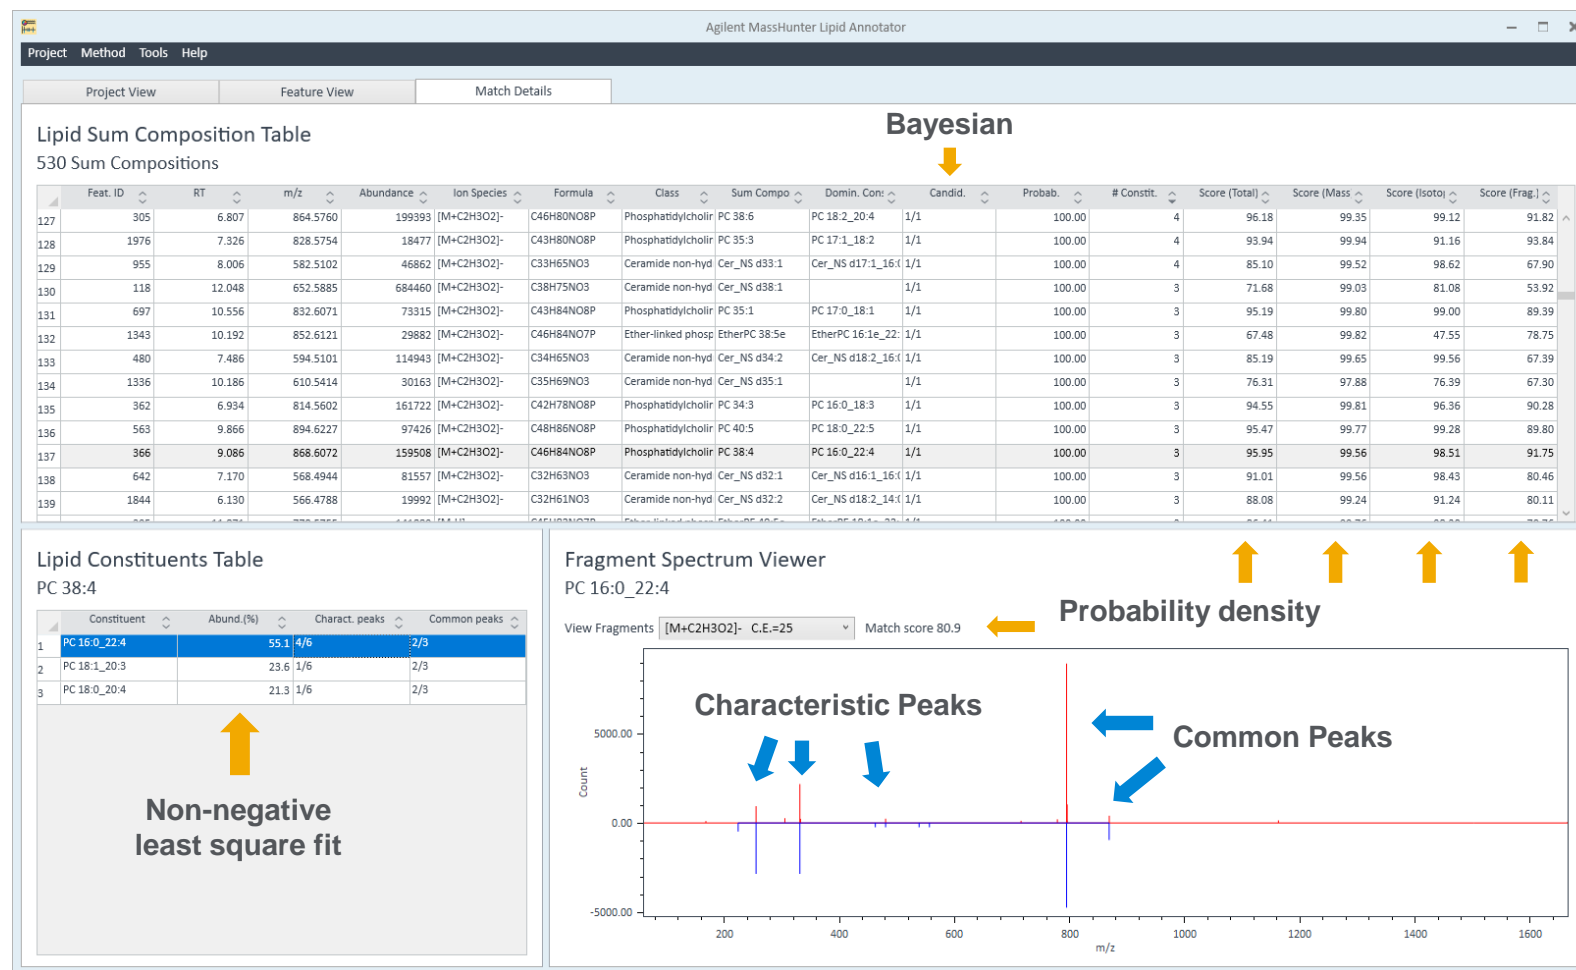 Agilent MassHunter Lipid Annotator
Project Method Tools Help
Project View Feature View Match Details
Lipid Sum Composition Table
530 Sum Compositions
Bayesian
Feat. ID RT m/z Abundance Ion Species Formula Class Sum Compo Domin. Con: Candid. Probab. # Constit. Score (Total) Score (Mass Score (Isoto Score (Frag.)
127 305 6.807 864.5760 199393 [M+C2H3O2]- C46H80NO8P Phosphatidylcholir PC 38:6 PC 18:2_20:4 1/1 100.00 4 96.18 99.35 99.12 91.82
128 1976 7.326 828.5754 18477 [M+C2H3O2]- C43H80NO8P Phosphatidylcholir PC 35:3 PC 17:1_18:2 1/1 100.00 4 93.94 99.94 91.16 93.84
129 955 8.006 582.5102 46862 [M+C2H3O2]- C33H65NO3 Ceramide non-hyd Cer_NS d33:1 Cer_NS d17:1_16:( 1/1 100.00 4 85.10 99.52 98.62 67.90
130 118 12.048 652.5885 684460 [M+C2H3O2]- C38H75NO3 Ceramide non-hyd Cer_NS d38:1 1/1 100.00 3 71.68 99.03 81.08 53.92
131 697 10.556 832.6071 73315 [M+C2H3O2]- C43H84NO8P Phosphatidylcholir PC 35:1 PC 17:0_18:1 1/1 100.00 3 95.19 99.80 99.00 89.39
132 1343 10.192 852.6121 29882 [M+C2H3O2]- C46H84NO7P Ether-linked phosp EtherPC 38:5e EtherPC 16:1e_22: 1/1 100.00 3 67.48 99.82 47.55 78.75
133 480 7.486 594.5101 114943 [M+C2H3O2]- C34H65NO3 Ceramide non-hyd Cer_NS d34:2 Cer_NS d18:2_16:( 1/1 100.00 3 85.19 99.65 99.56 67.39
134 1336 10.186 610.5414 30163 [M+C2H3O2]- C35H69NO3 Ceramide non-hyd Cer_NS d35:1 1/1 100.00 3 76.31 97.88 76.39 67.30
135 362 6.934 814.5602 161722 [M+C2H3O2]- C42H78NO8P Phosphatidylcholir PC 34:3 PC 16:0_18:3 1/1 100.00 3 94.55 99.81 96.36 90.28
136 563 9.866 894.6227 97426 [M+C2H3O2]- C48H86NO8P Phosphatidylcholir PC 40:5 PC 18:0_22:5 1/1 100.00 3 95.47 99.77 99.28 89.80
137 366 9.086 868.6072 159508 [M+C2H3O2]- C46H84NO8P Phosphatidylcholir PC 38:4 PC 16:0_22:4 1/1 100.00 3 95.95 99.56 98.51 91.75
138 642 7.170 568.4944 81557 [M+C2H3O2]- C32H63NO3 Ceramide non-hyd Cer_NS d32:1 Cer_NS d16:1_16:( 1/1 100.00 3 91.01 99.56 98.43 80.46
139 1844 6.130 566.4788 19992 [M+C2H3O2]- C32H61NO3 Ceramide non-hyd Cer_NS d32:2 Cer_NS d18:2_14:( 1/1 100.00 3 88.08 99.24 91.24 80.11
Lipid Constituents Table
PC 38:4
Constituent Abund.(%) Charact. peaks Common peaks
1 PC 16:0_22:4 55.1 4/6 2/3
2 PC 18:1_20:3 23.6 1/6 2/3
3 PC 18:0_20:4 21.3 1/6 2/3
Non-negative
least square fit
Fragment Spectrum Viewer
PC 16:0_22:4
Probability density
View Fragments [M+C2H3O2]- C.E.=25 Match score 80.9
Characteristic Peaks
Common Peaks
Count
5000.00
0.00
-5000.00
200 400 600 800 1000 1200 1400 1600
m/z